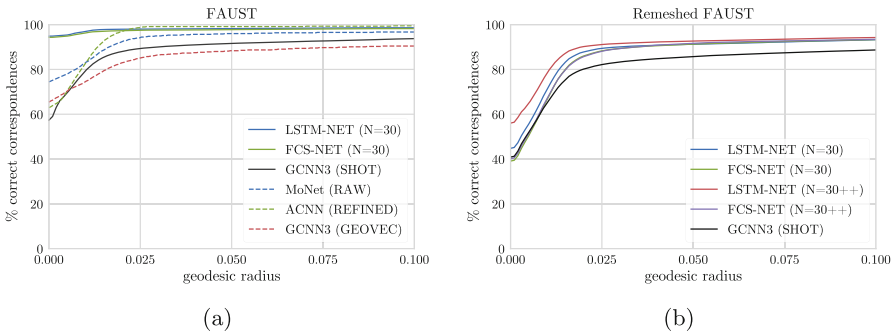 FAUST
% correct correspondences
100
80
60
40
20
0
LSTM-NET (N=30)
FCS-NET (N=30)
GCNN3 (SHOT)
MoNet (RAW)
ACNN (REFINED)
GCNN3 (GEOVEC)
0.000 0.025 0.050 0.075 0.100
geodesic radius
(a)
Remeshed FAUST
% correct correspondences
100
80
60
40
20
0
LSTM-NET (N=30)
FCS-NET (N=30)
LSTM-NET (N=30++)
FCS-NET (N=30++)
GCNN3 (SHOT)
0.000 0.025 0.050 0.075 0.100
geodesic radius
(b)